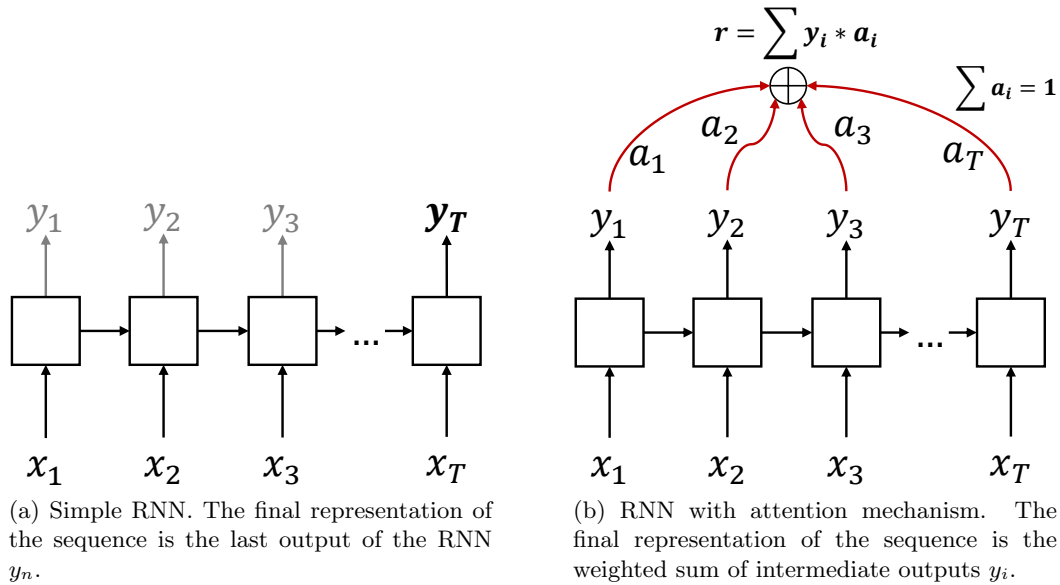 r = ∑ y_i * a_i
∑ a_i = 1
a_1 a_2 a_3 a_T
y_1 y_2 y_3 y_T
y_1 y_2 y_3 y_T
... ...
x_1 x_2 x_3 x_T
x_1 x_2 x_3 x_T
(a) Simple RNN. The final representation of
the sequence is the last output of the RNN
y_n.
(b) RNN with attention mechanism. The
final representation of the sequence is the
weighted sum of intermediate outputs y_i.